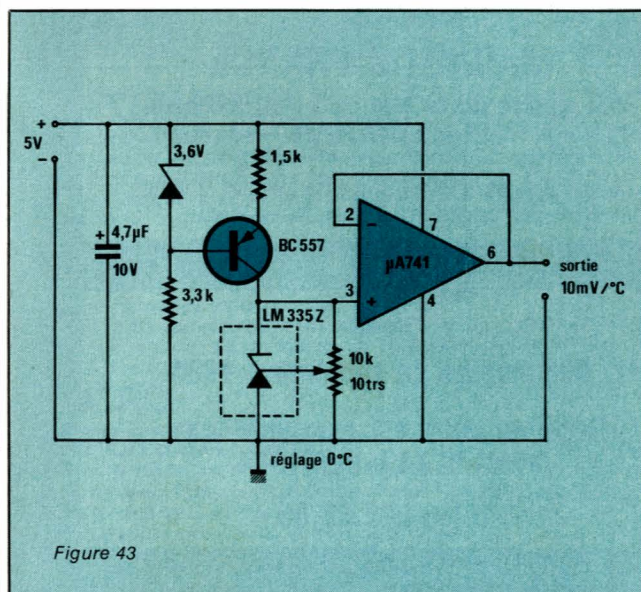 +
5V
−
4,7µF
+
10V
3,6V
3,3k
1,5k
BC 557
LM 335 Z
10k
10trs
réglage 0°C
2
−
3
+
µA741
7
4
6
sortie
10mV/°C
Figure 43